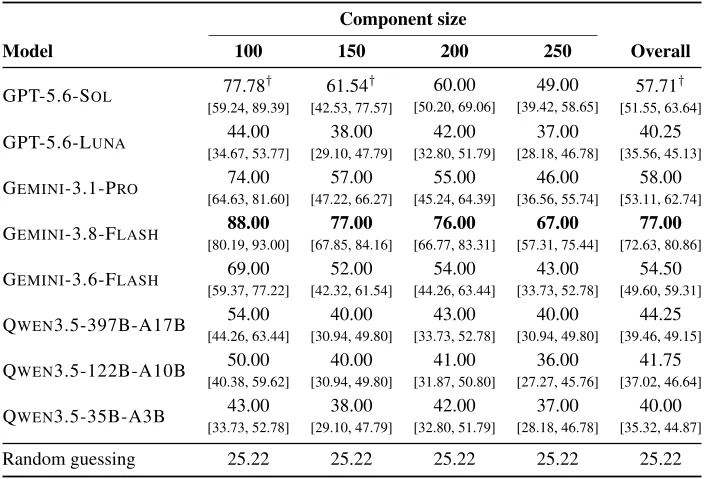 Component size
Model 100 150 200 250 Overall
GPT-5.6-SOL 77.78† 61.54† 60.00 49.00 57.71†
[59.24, 89.39] [42.53, 77.57] [50.20, 69.06] [39.42, 58.65] [51.55, 63.64]
GPT-5.6-LUNA 44.00 38.00 42.00 37.00 40.25
[34.67, 53.77] [29.10, 47.79] [32.80, 51.79] [28.18, 46.78] [35.56, 45.13]
GEMINI-3.1-PRO 74.00 57.00 55.00 46.00 58.00
[64.63, 81.60] [47.22, 66.27] [45.24, 64.39] [36.56, 55.74] [53.11, 62.74]
GEMINI-3.8-FLASH 88.00 77.00 76.00 67.00 77.00
[80.19, 93.00] [67.85, 84.16] [66.77, 83.31] [57.31, 75.44] [72.63, 80.86]
GEMINI-3.6-FLASH 69.00 52.00 54.00 43.00 54.50
[59.37, 77.22] [42.32, 61.54] [44.26, 63.44] [33.73, 52.78] [49.60, 59.31]
QWEN3.5-397B-A17B 54.00 40.00 43.00 40.00 44.25
[44.26, 63.44] [30.94, 49.80] [33.73, 52.78] [30.94, 49.80] [39.46, 49.15]
QWEN3.5-122B-A10B 50.00 40.00 41.00 36.00 41.75
[40.38, 59.62] [30.94, 49.80] [31.87, 50.80] [27.27, 45.76] [37.02, 46.64]
QWEN3.5-35B-A3B 43.00 38.00 42.00 37.00 40.00
[33.73, 52.78] [29.10, 47.79] [32.80, 51.79] [28.18, 46.78] [35.32, 44.87]
Random guessing 25.22 25.22 25.22 25.22 25.22